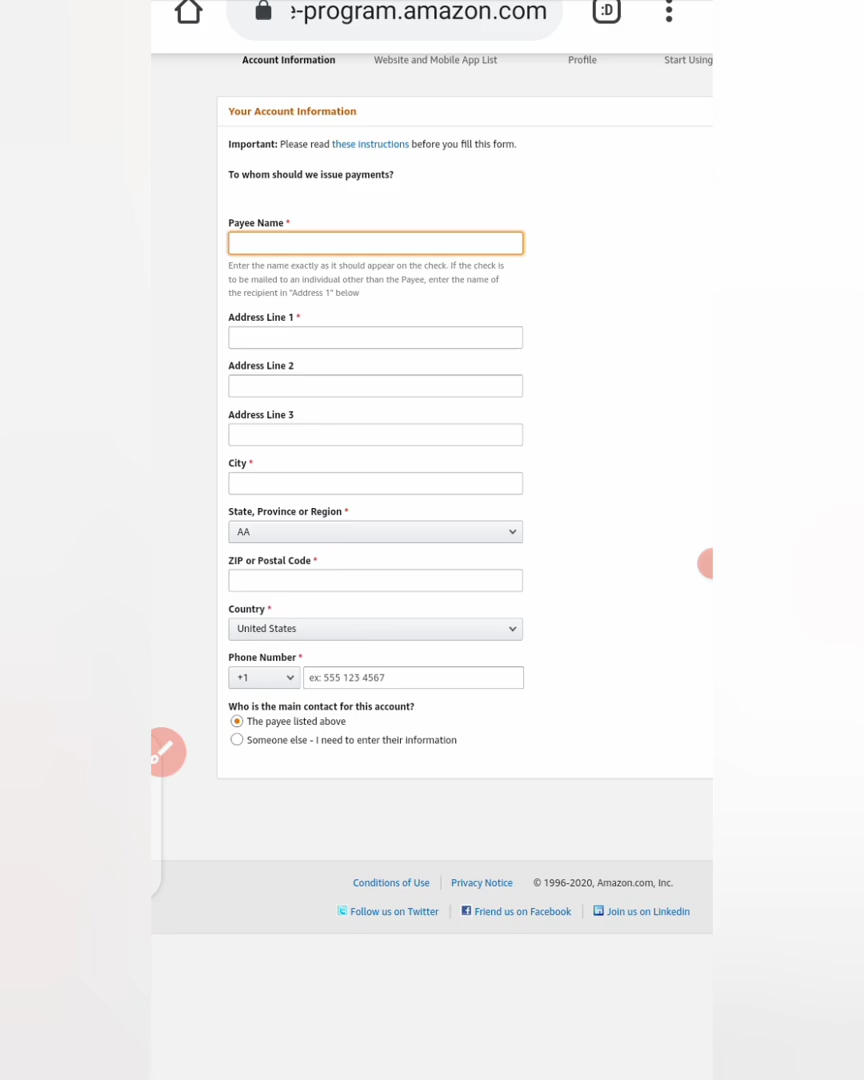 :-program.amazon.com
:D
Account Information Website and Mobile App List Profile Start Using
Your Account Information
Important: Please read these instructions before you fill this form.
To whom should we issue payments?
Payee Name *
Enter the name exactly as it should appear on the check. If the check is
to be mailed to an individual other than the Payee, enter the name of
the recipient in "Address 1" below
Address Line 1 *
Address Line 2
Address Line 3
City *
State, Province or Region *
AA
ZIP or Postal Code *
Country *
United States
Phone Number *
+1 ex: 555 123 4567
Who is the main contact for this account?
The payee listed above
Someone else - I need to enter their information
Conditions of Use Privacy Notice © 1996-2020, Amazon.com, Inc.
Follow us on Twitter Friend us on Facebook Join us on Linkedin